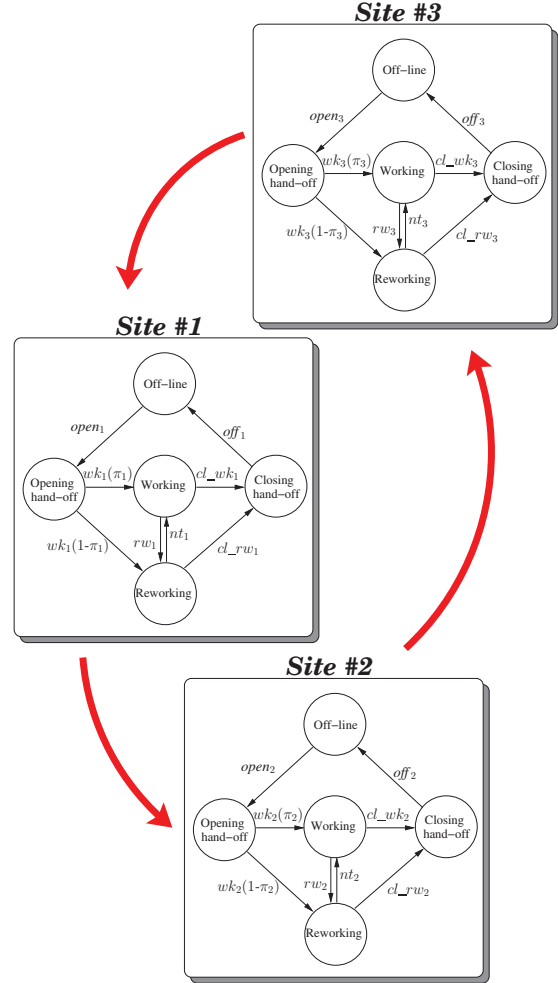 Site #3
Off-line
open₃
off₃
Opening
hand-off
wk₃(π₃)
Working
cl_wk₃
Closing
hand-off
wk₃(1-π₃)
rw₃
nt₃
cl_rw₃
Reworking
Site #1
Off-line
open₁
off₁
Opening
hand-off
wk₁(π₁)
Working
cl_wk₁
Closing
hand-off
wk₁(1-π₁)
rw₁
nt₁
cl_rw₁
Reworking
Site #2
Off-line
open₂
off₂
Opening
hand-off
wk₂(π₂)
Working
cl_wk₂
Closing
hand-off
wk₂(1-π₂)
rw₂
nt₂
cl_rw₂
Reworking